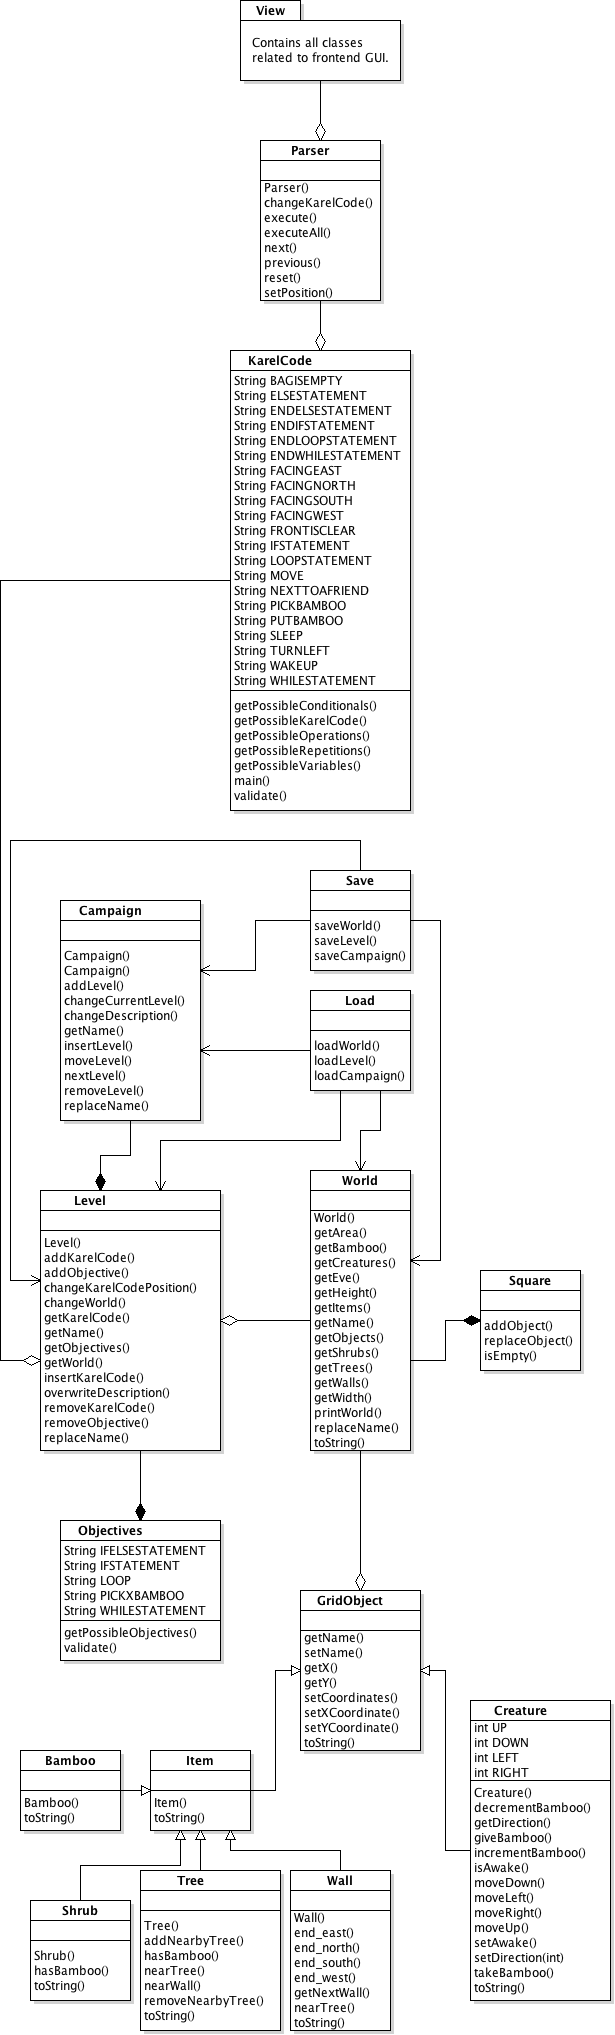 View
Contains all classes
related to frontend GUI.
Parser
Parser()
changeKarelCode()
execute()
executeAll()
next()
previous()
reset()
setPosition()
KarelCode
String BAGISEMPTY
String ELSESTATEMENT
String ENDELSESTATEMENT
String ENDIFSTATEMENT
String ENDLOOPSTATEMENT
String ENDWHILESTATEMENT
String FACINGEAST
String FACINGNORTH
String FACINGSOUTH
String FACINGWEST
String FRONTISCLEAR
String IFSTATEMENT
String LOOPSTATEMENT
String MOVE
String NEXTTOAFRIEND
String PICKBAMBOO
String PUTBAMBOO
String SLEEP
String TURNLEFT
String WAKEUP
String WHILESTATEMENT
getPossibleConditionals()
getPossibleKarelCode()
getPossibleOperations()
getPossibleRepetitions()
getPossibleVariables()
main()
validate()
Save
saveWorld()
saveLevel()
saveCampaign()
Campaign
Campaign()
Campaign()
addLevel()
changeCurrentLevel()
changeDescription()
getName()
insertLevel()
moveLevel()
nextLevel()
removeLevel()
replaceName()
Load
loadWorld()
loadLevel()
loadCampaign()
Level
Level()
addKarelCode()
addObjective()
changeKarelCodePosition()
changeWorld()
getKarelCode()
getName()
getObjectives()
getWorld()
insertKarelCode()
overwriteDescription()
removeKarelCode()
removeObjective()
replaceName()
World
World()
getArea()
getBamboo()
getCreatures()
getEve()
getHeight()
getItems()
getName()
getObjects()
getShrubs()
getTrees()
getWalls()
getWidth()
printWorld()
replaceName()
toString()
Square
addObject()
replaceObject()
isEmpty()
Objectives
String IFELSESTATEMENT
String IFSTATEMENT
String LOOP
String PICKXBAMBOO
String WHILESTATEMENT
getPossibleObjectives()
validate()
GridObject
getName()
setName()
getX()
getY()
setCoordinates()
setXCoordinate()
setYCoordinate()
toString()
Creature
int UP
int DOWN
int LEFT
int RIGHT
Creature()
decrementBamboo()
getDirection()
giveBamboo()
incrementBamboo()
isAwake()
moveDown()
moveLeft()
moveRight()
moveUp()
setAwake()
setDirection(int)
takeBamboo()
toString()
Bamboo
Bamboo()
toString()
Item
Item()
toString()
Shrub
Shrub()
hasBamboo()
toString()
Tree
Tree()
addNearbyTree()
hasBamboo()
nearTree()
nearWall()
removeNearbyTree()
toString()
Wall
Wall()
end_east()
end_north()
end_south()
end_west()
getNextWall()
nearTree()
toString()